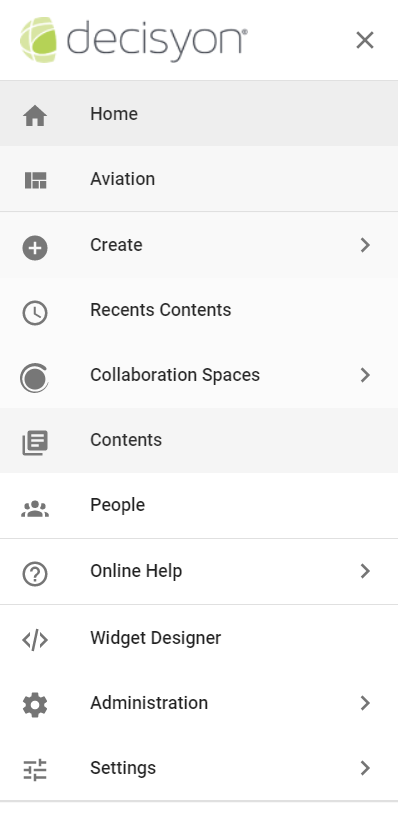 decisyon®
Home
Aviation
Create
Recents Contents
Collaboration Spaces
Contents
People
Online Help
Widget Designer
Administration
Settings